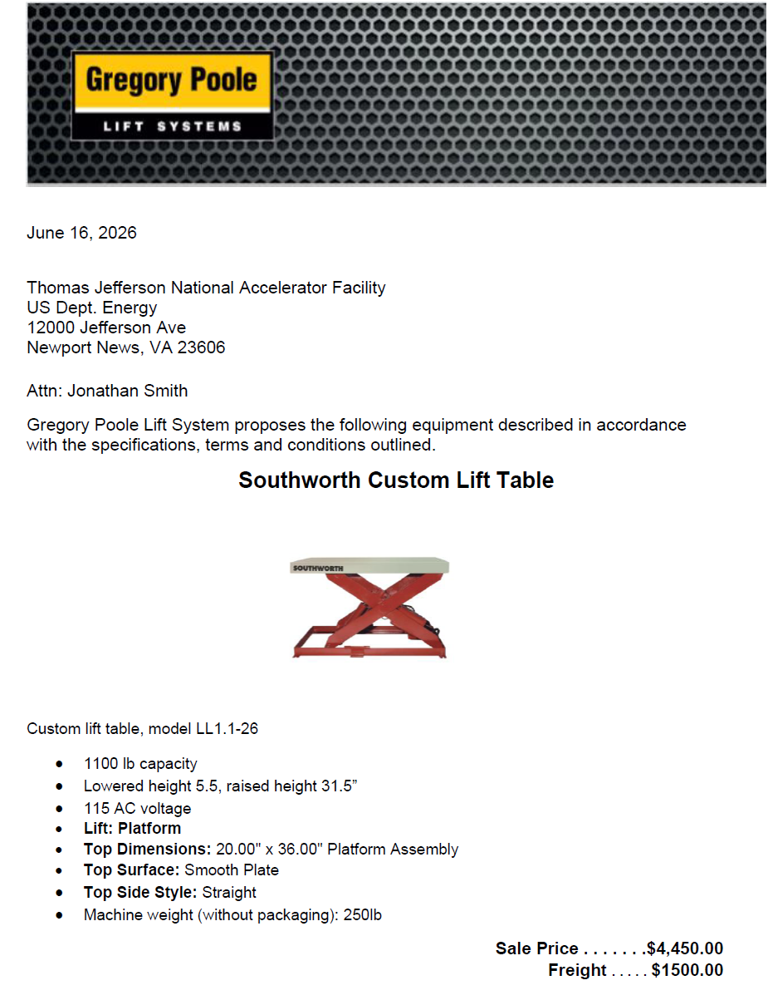 Gregory Poole
LIFT SYSTEMS
June 16, 2026
Thomas Jefferson National Accelerator Facility
US Dept. Energy
12000 Jefferson Ave
Newport News, VA 23606
Attn: Jonathan Smith
Gregory Poole Lift System proposes the following equipment described in accordance
with the specifications, terms and conditions outlined.
Southworth Custom Lift Table
SOUTHWORTH
Custom lift table, model LL1.1-26
• 1100 lb capacity
• Lowered height 5.5, raised height 31.5”
• 115 AC voltage
• Lift: Platform
• Top Dimensions: 20.00" x 36.00" Platform Assembly
• Top Surface: Smooth Plate
• Top Side Style: Straight
• Machine weight (without packaging): 250lb
Sale Price . . . . . . .$4,450.00
Freight . . . . . $1500.00